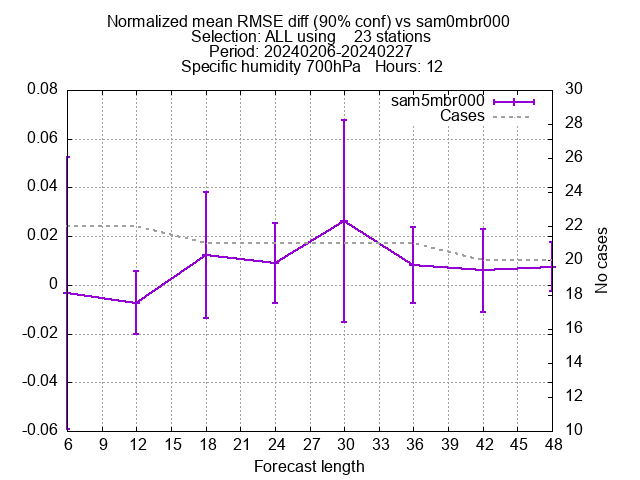 Normalized mean RMSE diff (90% conf) vs sam0mbr000
Selection: ALL using    23 stations
Period: 20240206-20240227
Specific humidity 700hPa   Hours: 12
sam5mbr000
Cases
0.08
0.06
0.04
0.02
0
-0.02
-0.04
-0.06
30
28
26
24
22
20
18
16
14
12
10
No cases
6 9 12 15 18 21 24 27 30 33 36 39 42 45 48
Forecast length